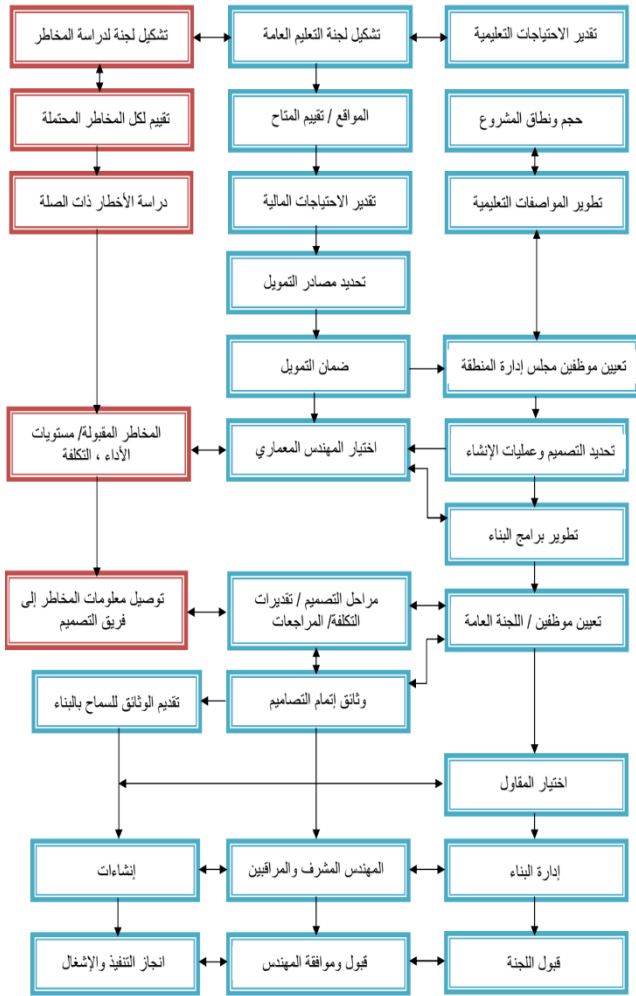 تقدير الاحتياجات التعليمية
تشكيل لجنة التعليم العامة
تشكيل لجنة لدراسة المخاطر
حجم ونطاق المشروع
المواقع / تقييم المتاح
تقييم لكل المخاطر المحتملة
تطوير المواصفات التعليمية
تقدير الاحتياجات المالية
دراسة الأخطار ذات الصلة
تحديد مصادر التمويل
تعيين موظفين مجلس إدارة المنطقة
ضمان التمويل
تحديد التصميم وعمليات الإنشاء
اختيار المهندس المعماري
المخاطر المقبولة/ مستويات
الأداء ، التكلفة
تطوير برامج البناء
تعيين موظفين / اللجنة العامة
مراحل التصميم / تقديرات
التكلفة/ المراجعات
توصيل معلومات المخاطر إلى
فريق التصميم
وثائق إتمام التصاميم
تقديم الوثائق للسماح بالبناء
اختيار المقاول
إدارة البناء
المهندس المشرف والمراقبين
إنشاءات
قبول اللجنة
قبول وموافقة المهندس
انجاز التنفيذ والإشغال